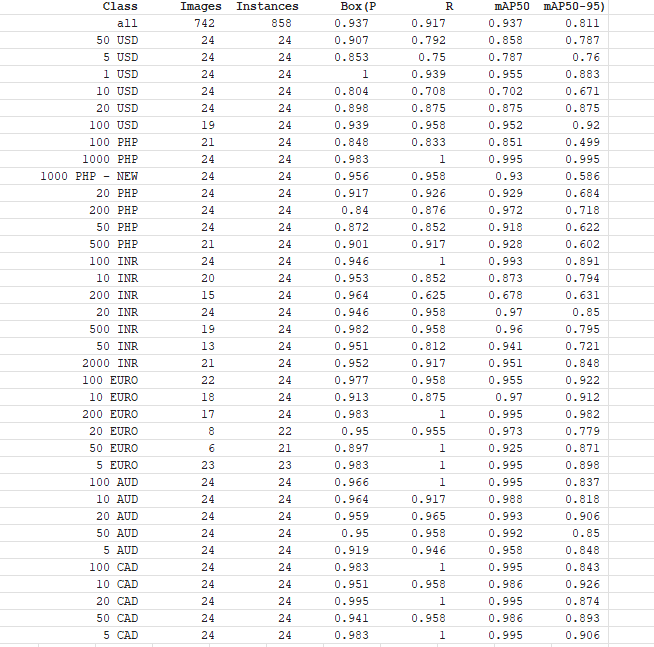 Class Images Instances Box(P R mAP50 mAP50-95)
all 742 858 0.937 0.917 0.937 0.811
50 USD 24 24 0.907 0.792 0.858 0.787
5 USD 24 24 0.853 0.75 0.787 0.76
1 USD 24 24 1 0.939 0.955 0.883
10 USD 24 24 0.804 0.708 0.702 0.671
20 USD 24 24 0.898 0.875 0.875 0.875
100 USD 19 24 0.939 0.958 0.952 0.92
100 PHP 21 24 0.848 0.833 0.851 0.499
1000 PHP 24 24 0.983 1 0.995 0.995
1000 PHP - NEW 24 24 0.956 0.958 0.93 0.586
20 PHP 24 24 0.917 0.926 0.929 0.684
200 PHP 24 24 0.84 0.876 0.972 0.718
50 PHP 24 24 0.872 0.852 0.918 0.622
500 PHP 21 24 0.901 0.917 0.928 0.602
100 INR 24 24 0.946 1 0.993 0.891
10 INR 20 24 0.953 0.852 0.873 0.794
200 INR 15 24 0.964 0.625 0.678 0.631
20 INR 24 24 0.946 0.958 0.97 0.85
500 INR 19 24 0.982 0.958 0.96 0.795
50 INR 13 24 0.951 0.812 0.941 0.721
2000 INR 21 24 0.952 0.917 0.951 0.848
100 EURO 22 24 0.977 0.958 0.955 0.922
10 EURO 18 24 0.913 0.875 0.97 0.912
200 EURO 17 24 0.983 1 0.995 0.982
20 EURO 8 22 0.95 0.955 0.973 0.779
50 EURO 6 21 0.897 1 0.925 0.871
5 EURO 23 23 0.983 1 0.995 0.898
100 AUD 24 24 0.966 1 0.995 0.837
10 AUD 24 24 0.964 0.917 0.988 0.818
20 AUD 24 24 0.959 0.965 0.993 0.906
50 AUD 24 24 0.95 0.958 0.992 0.85
5 AUD 24 24 0.919 0.946 0.958 0.848
100 CAD 24 24 0.983 1 0.995 0.843
10 CAD 24 24 0.951 0.958 0.986 0.926
20 CAD 24 24 0.995 1 0.995 0.874
50 CAD 24 24 0.941 0.958 0.986 0.893
5 CAD 24 24 0.983 1 0.995 0.906